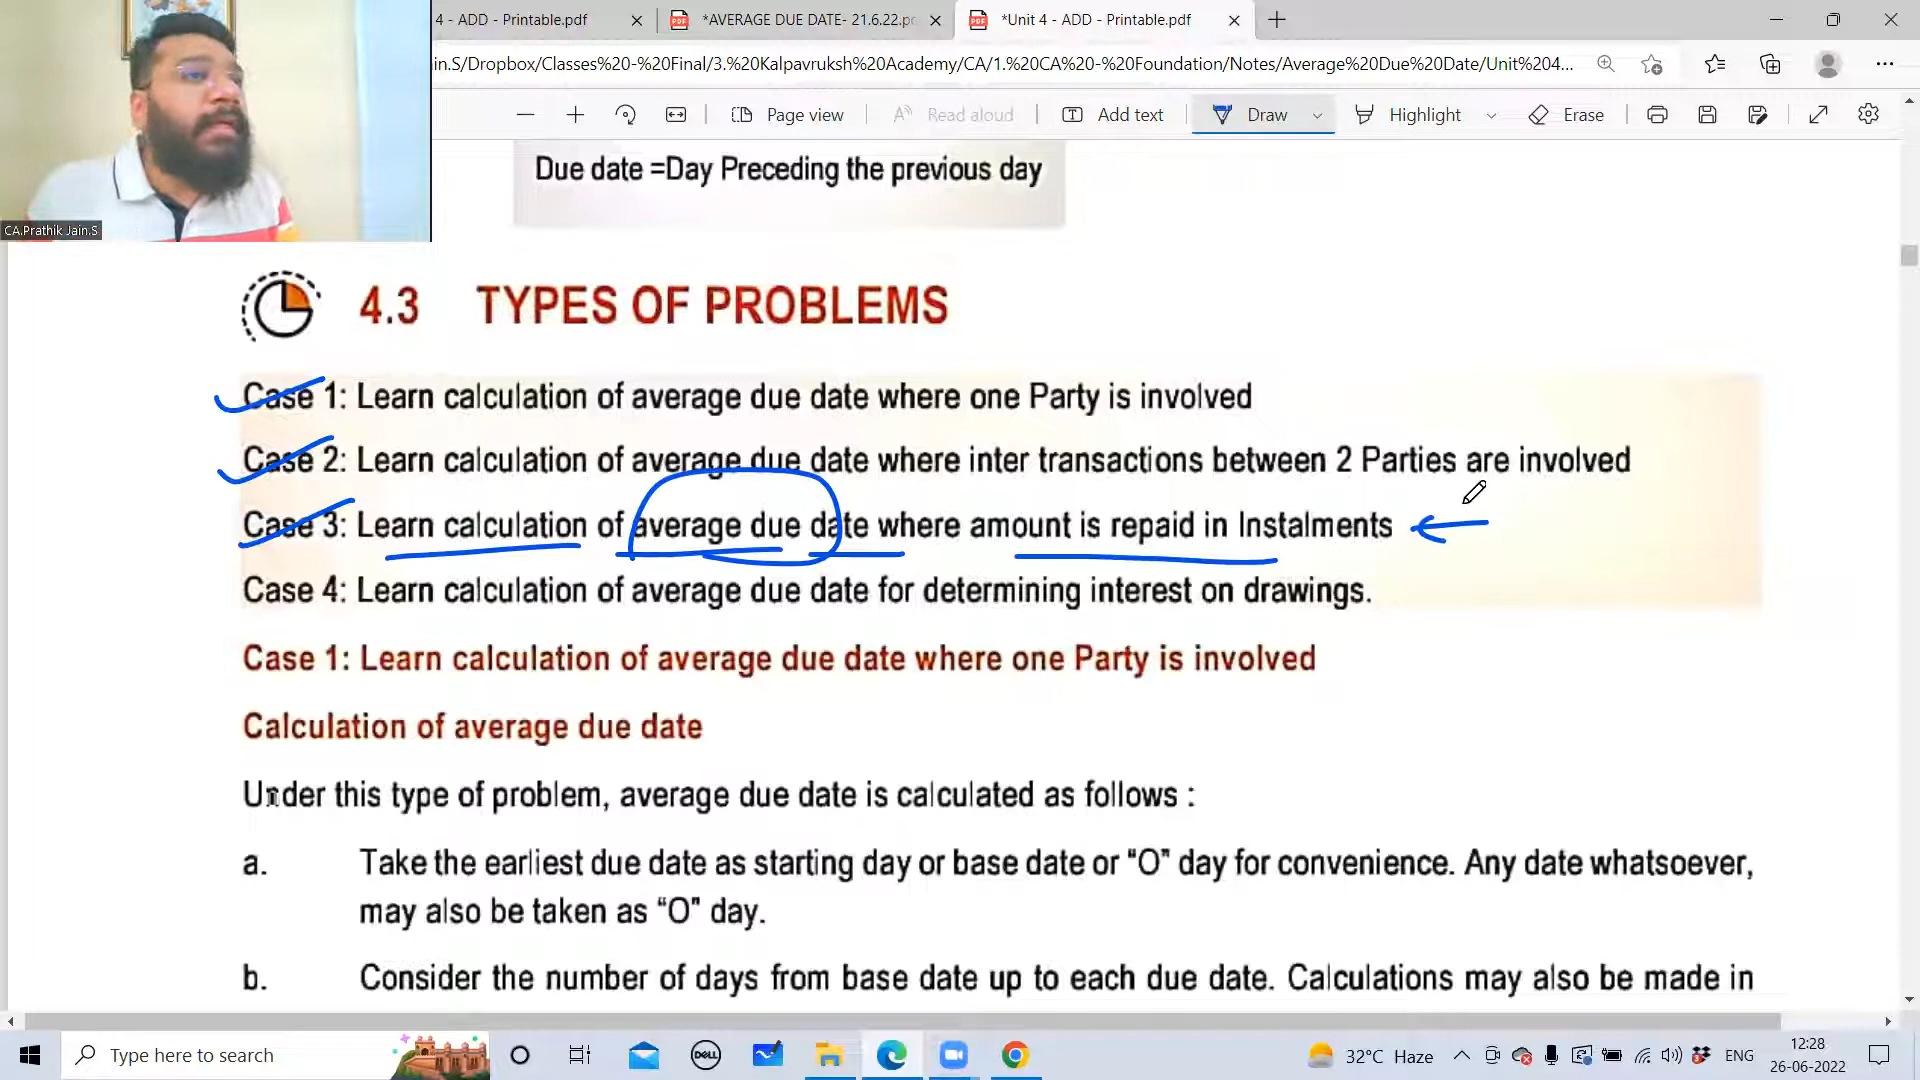 4 - ADD - Printable.pdf
*AVERAGE DUE DATE- 21.6.22.p
*Unit 4 - ADD - Printable.pdf
in.S/Dropbox/Classes%20-%20Final/3.%20Kalpavruksh%20Academy/CA/1.%20CA%20-%20Foundation/Notes/Average%20Due%20Date/Unit%204...
Page view
Read aloud
Add text
Draw
Highlight
Erase
CA.Prathik Jain.S
Due date =Day Preceding the previous day
4.3 TYPES OF PROBLEMS
Case 1: Learn calculation of average due date where one Party is involved
Case 2: Learn calculation of average due date where inter transactions between 2 Parties are involved
Case 3: Learn calculation of average due date where amount is repaid in Instalments
Case 4: Learn calculation of average due date for determining interest on drawings.
Case 1: Learn calculation of average due date where one Party is involved
Calculation of average due date
Under this type of problem, average due date is calculated as follows :
a. Take the earliest due date as starting day or base date or “O” day for convenience. Any date whatsoever,
may also be taken as “O” day.
b. Consider the number of days from base date up to each due date. Calculations may also be made in
Type here to search
DELL
32°C Haze
ENG
12:28
26-06-2022